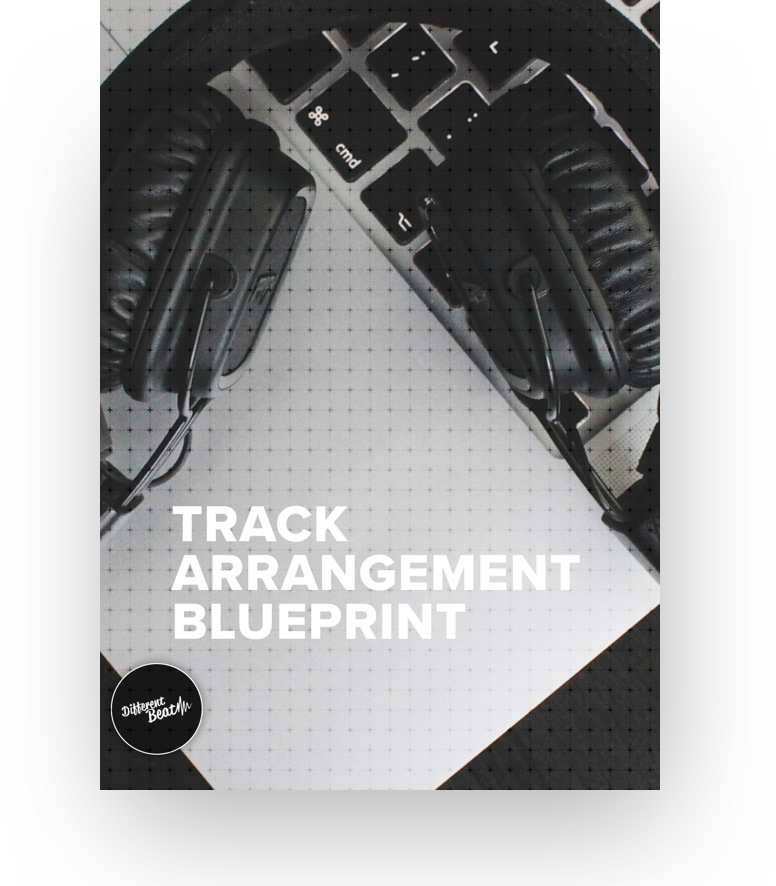 ⌘
cmd
⌥
TRACK
ARRANGEMENT
BLUEPRINT
Different
Beat